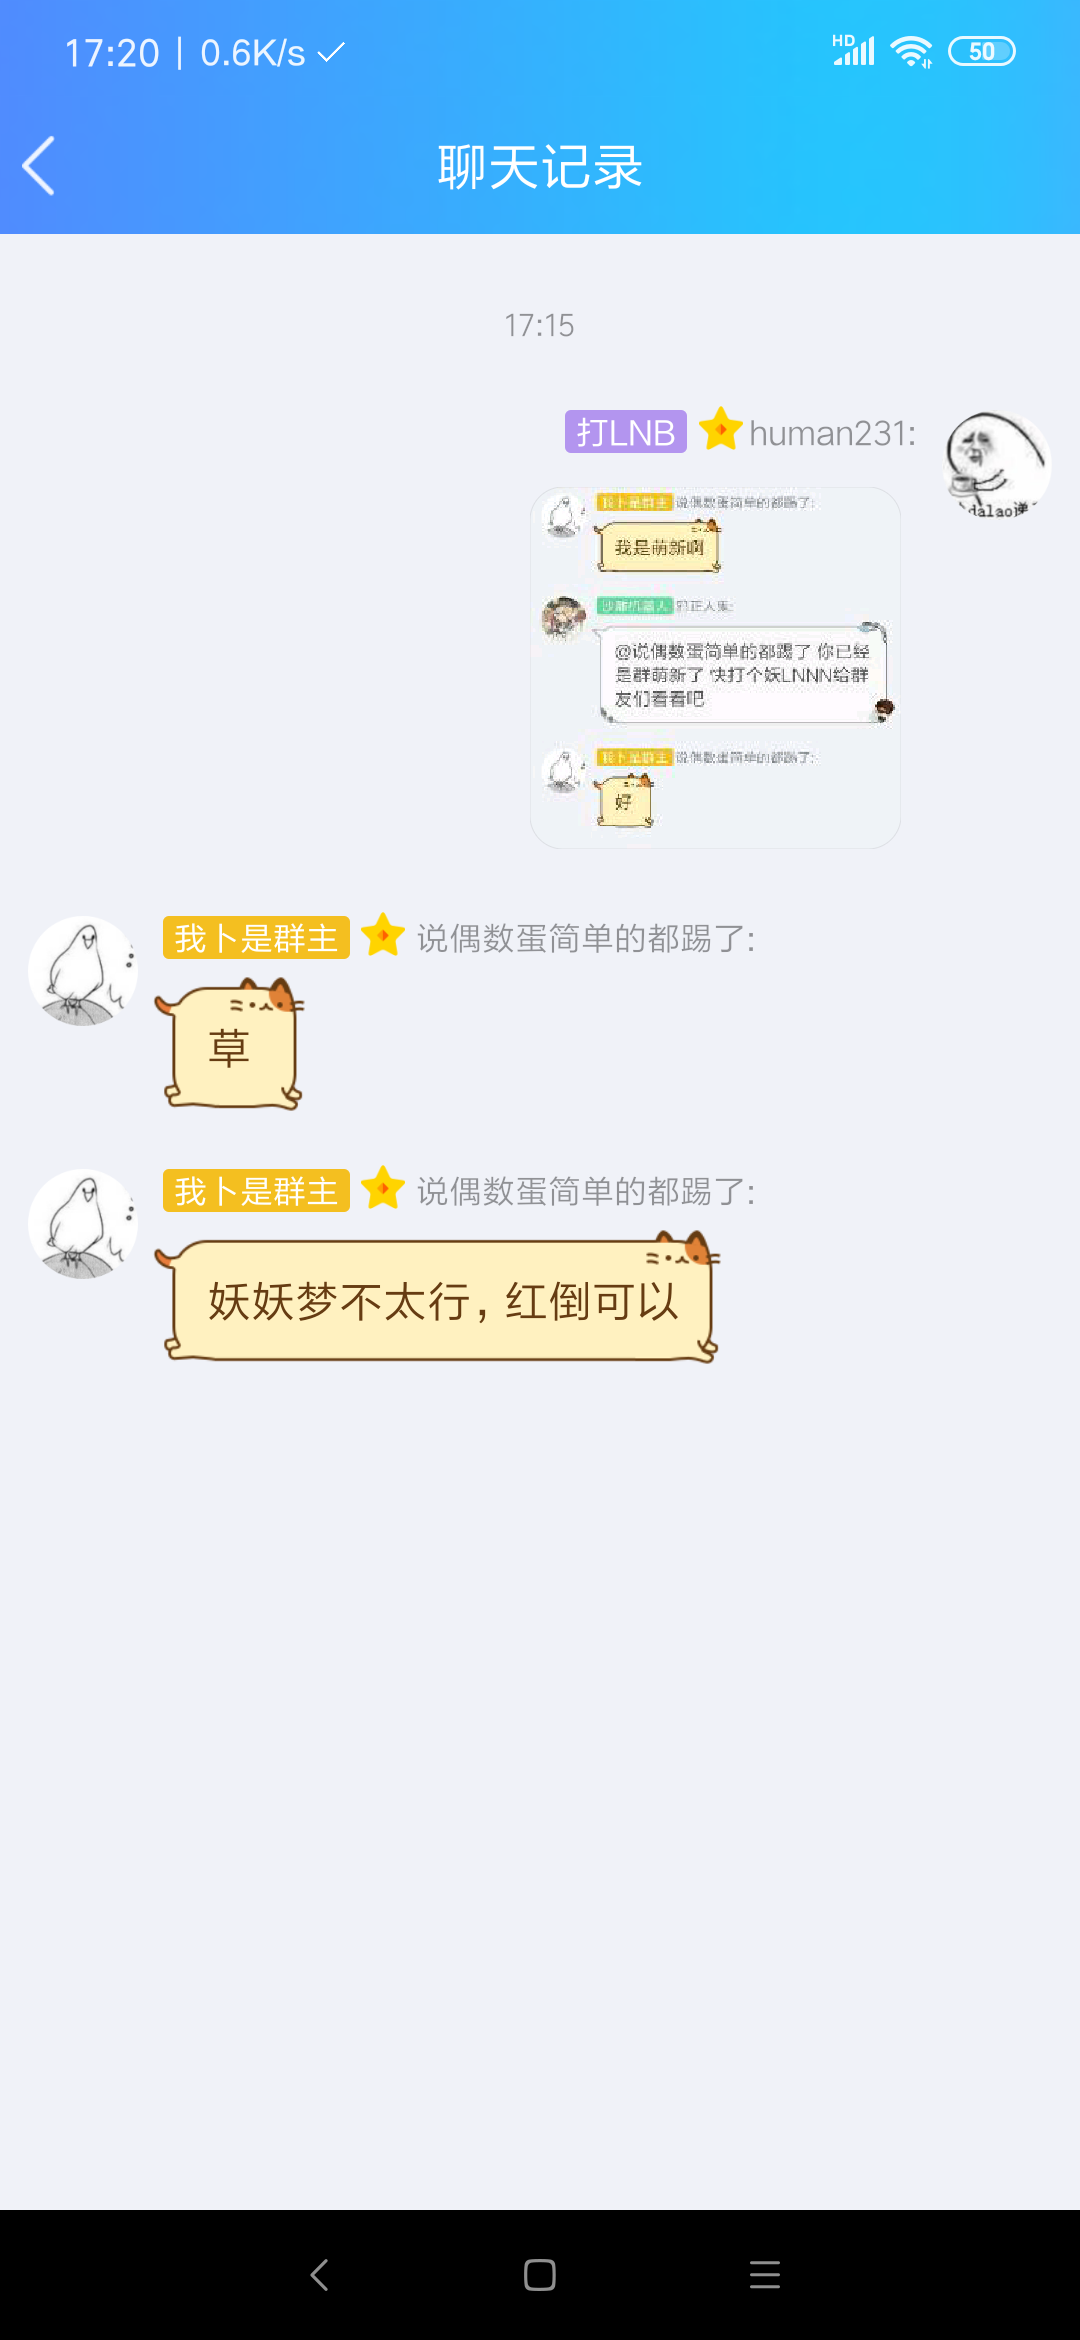 17:20 | 0.6K/s
HD
50
聊天记录
17:15
打LNB human231:
dalao递
我卜是群主 说偶数蛋简单的都踢了:
我是萌新啊
沙雕机器人
@说偶数蛋简单的都踢了 你已经
是群萌新了 快打个妖LNNN给群
友们看看吧
我卜是群主 说偶数蛋简单的都踢了:
好
我卜是群主 说偶数蛋简单的都踢了:
草
我卜是群主 说偶数蛋简单的都踢了:
妖妖梦不太行，红倒可以